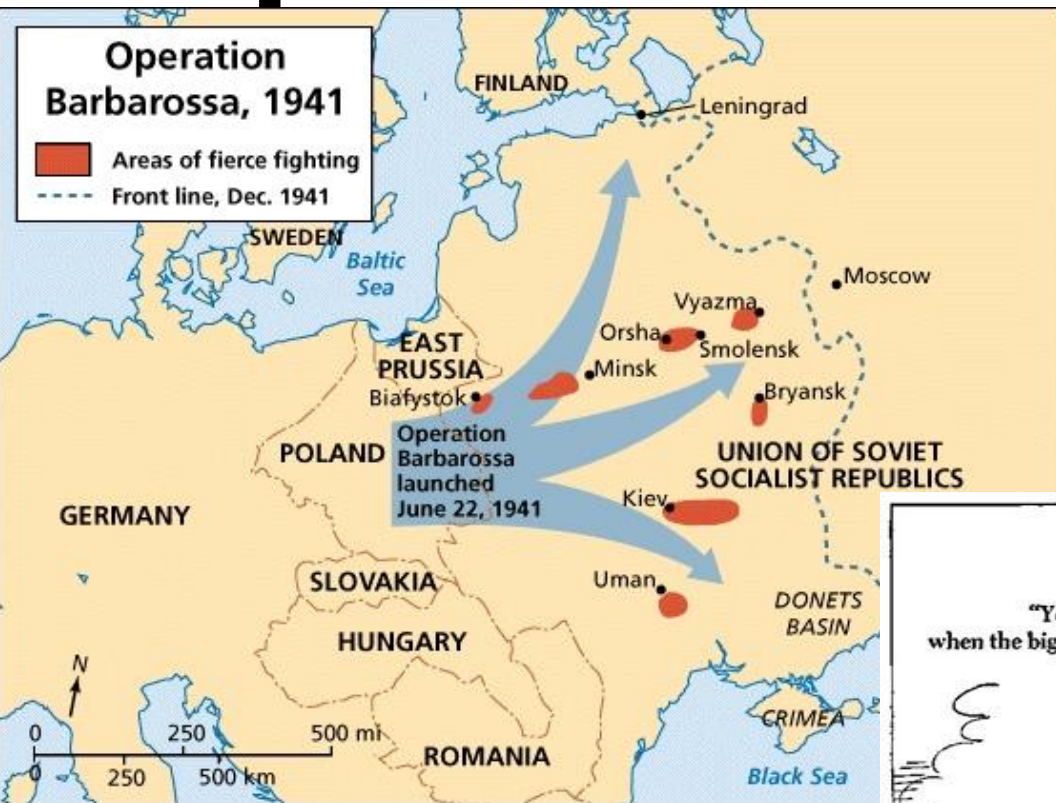 Operation
Barbarossa, 1941
Areas of fierce fighting
Front line, Dec. 1941
FINLAND
Leningrad
SWEDEN
Baltic
Sea
Moscow
Vyazma
Orsha
Smolensk
EAST
PRUSSIA
Minsk
Białystok
Bryansk
Operation
Barbarossa
launched
June 22, 1941
POLAND
UNION OF SOVIET
SOCIALIST REPUBLICS
GERMANY
Kiev
SLOVAKIA
Uman
DONETS
BASIN
HUNGARY
when the big
N
0 250 500 mi
0 250 500 km
CRIMEA
ROMANIA
Black Sea